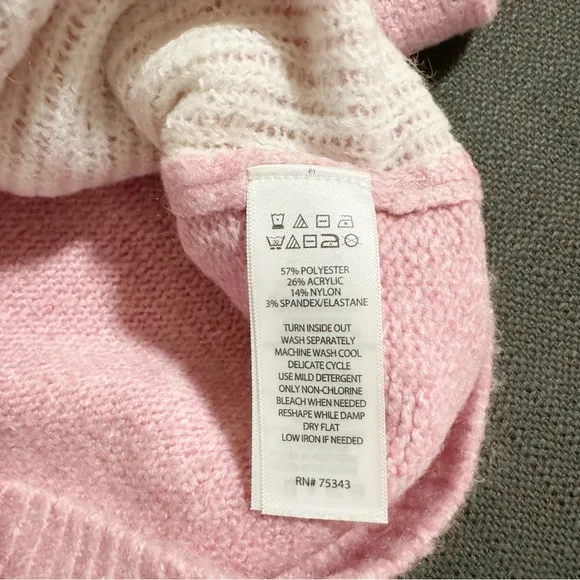 57% POLYESTER
26% ACRYLIC
14% NYLON
3% SPANDEX/ELASTANE
TURN INSIDE OUT
WASH SEPARATELY
MACHINE WASH COOL
DELICATE CYCLE
USE MILD DETERGENT
ONLY NON-CHLORINE
BLEACH WHEN NEEDED
RESHAPE WHILE DAMP
DRY FLAT
LOW IRON IF NEEDED
RN# 75343